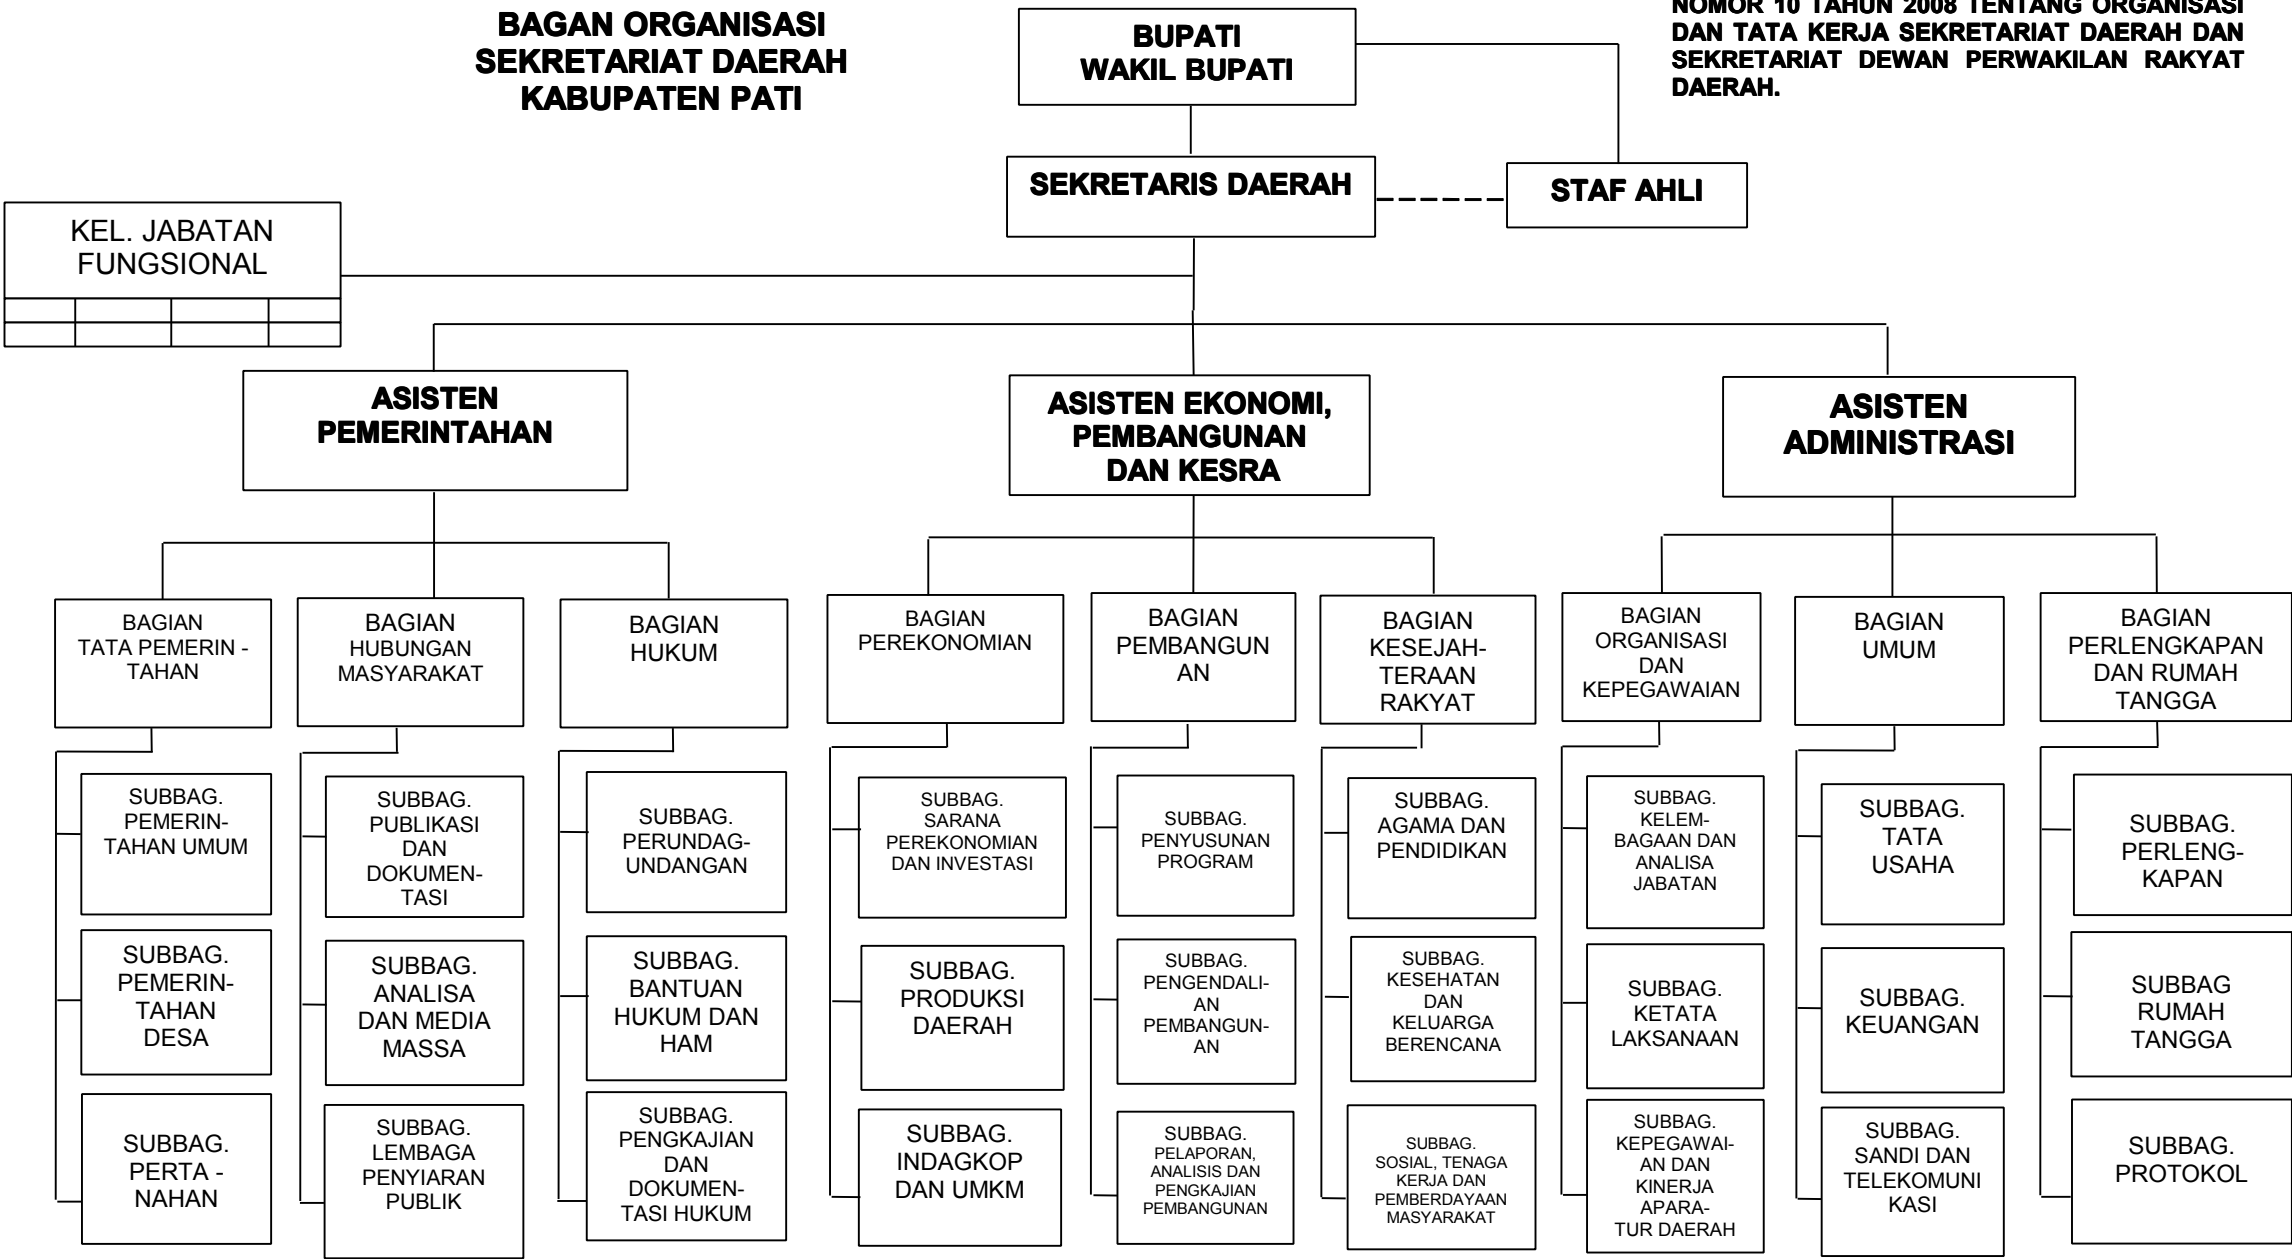 BAGAN ORGANISASI
SEKRETARIAT DAERAH
KABUPATEN PATI
BUPATI
WAKIL BUPATI
NOMOR 10 TAHUN 2008 TENTANG ORGANISASI
DAN TATA KERJA SEKRETARIAT DAERAH DAN
SEKRETARIAT DEWAN PERWAKILAN RAKYAT
DAERAH.
SEKRETARIS DAERAH
STAF AHLI
KEL. JABATAN
FUNGSIONAL
ASISTEN
PEMERINTAHAN
ASISTEN EKONOMI,
PEMBANGUNAN
DAN KESRA
ASISTEN
ADMINISTRASI
BAGIAN
TATA PEMERIN -
TAHAN
BAGIAN
HUBUNGAN
MASYARAKAT
BAGIAN
HUKUM
BAGIAN
PEREKONOMIAN
BAGIAN
PEMBANGUN
AN
BAGIAN
KESEJAH-
TERAAN
RAKYAT
BAGIAN
ORGANISASI
DAN
KEPEGAWAIAN
BAGIAN
UMUM
BAGIAN
PERLENGKAPAN
DAN RUMAH
TANGGA
SUBBAG.
PEMERIN-
TAHAN UMUM
SUBBAG.
PUBLIKASI
DAN
DOKUMEN-
TASI
SUBBAG.
PERUNDAG-
UNDANGAN
SUBBAG.
SARANA
PEREKONOMIAN
DAN INVESTASI
SUBBAG.
PENYUSUNAN
PROGRAM
SUBBAG.
AGAMA DAN
PENDIDIKAN
SUBBAG.
KELEM-
BAGAAN DAN
ANALISA
JABATAN
SUBBAG.
TATA
USAHA
SUBBAG.
PERLENG-
KAPAN
SUBBAG.
PEMERIN-
TAHAN
DESA
SUBBAG.
ANALISA
DAN MEDIA
MASSA
SUBBAG.
BANTUAN
HUKUM DAN
HAM
SUBBAG.
PRODUKSI
DAERAH
SUBBAG.
PENGENDALI-
AN
PEMBANGUN-
AN
SUBBAG.
KESEHATAN
DAN
KELUARGA
BERENCANA
SUBBAG.
KETATA
LAKSANAAN
SUBBAG.
KEUANGAN
SUBBAG
RUMAH
TANGGA
SUBBAG.
PERTA -
NAHAN
SUBBAG.
LEMBAGA
PENYIARAN
PUBLIK
SUBBAG.
PENGKAJIAN
DAN
DOKUMEN-
TASI HUKUM
SUBBAG.
INDAGKOP
DAN UMKM
SUBBAG.
PELAPORAN,
ANALISIS DAN
PENGKAJIAN
PEMBANGUNAN
SUBBAG.
SOSIAL, TENAGA
KERJA DAN
PEMBERDAYAAN
MASYARAKAT
SUBBAG.
KEPEGAWAI-
AN DAN
KINERJA
APARA-
TUR DAERAH
SUBBAG.
SANDI DAN
TELEKOMUNI
KASI
SUBBAG.
PROTOKOL